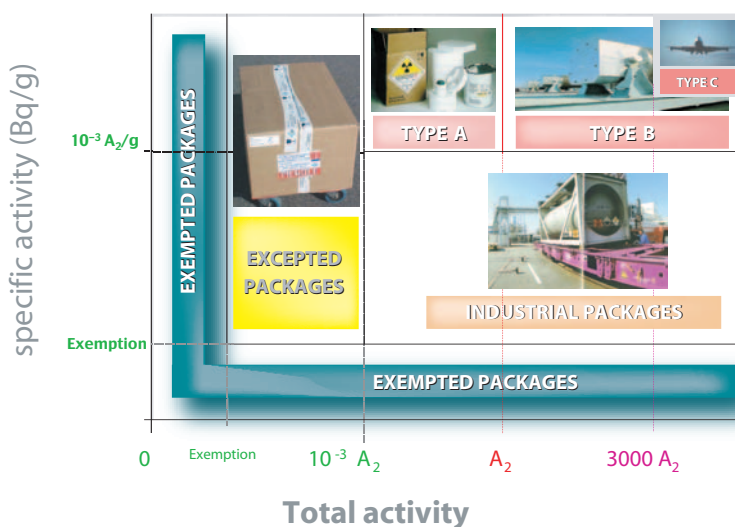 specific activity (Bq/g)
10⁻³ A₂/g
Exemption
EXEMPTED PACKAGES
EXCEPTED
PACKAGES
TYPE A
TYPE B
TYPE C
INDUSTRIAL PACKAGES
EXEMPTED PACKAGES
0
Exemption
10⁻³ A₂
A₂
3000 A₂
Total activity